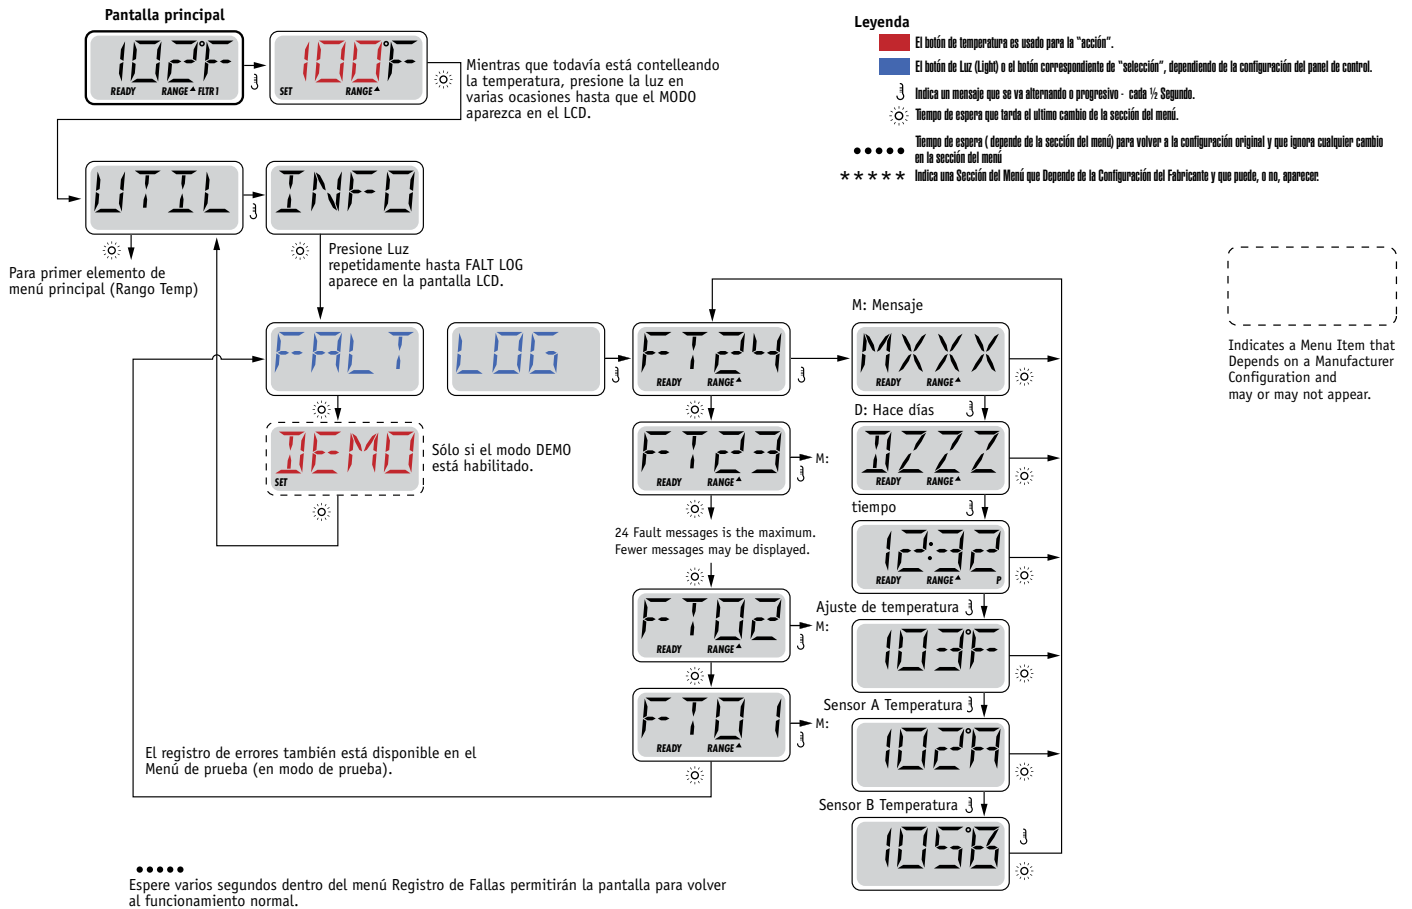 Pantalla principal
102°F
READY RANGE FLTR1
100°F
SET RANGE
Mientras que todavía está contelleando
la temperatura, presione la luz en
varias ocasiones hasta que el MODO
aparezca en el LCD.
Leyenda
El botón de temperatura es usado para la "acción".
El botón de Luz (Light) o el botón correspondiente de "selección", dependiendo de la configuración del panel de control.
Indica un mensaje que se va alternando o progresivo - cada ½ Segundo.
Tiempo de espera que tarda el ultimo cambio de la sección del menú.
Tiempo de espera ( depende de la sección del menú) para volver a la configuración original y que ignora cualquier cambio
en la sección del menú
***** Indica una Sección del Menú que Depende de la Configuración del Fabricante y que puede, o no, aparecer.
UTIL
INFO
Para primer elemento de
menú principal (Rango Temp)
Presione Luz
repetidamente hasta FALT LOG
aparece en la pantalla LCD.
Indicates a Menu Item that
Depends on a Manufacturer
Configuration and
may or may not appear.
FALT
LOG
FT24
READY RANGE
M: Mensaje
MXXX
READY RANGE
DEMO
SET
Sólo si el modo DEMO
está habilitado.
FT23
READY RANGE
M:
D: Hace días
DZZZ
READY RANGE
24 Fault messages is the maximum.
Fewer messages may be displayed.
tiempo
12:32
READY RANGE P
FT02
READY RANGE
M:
Ajuste de temperatura
103°F
FT01
READY RANGE
M:
Sensor A Temperatura
102°A
El registro de errores también está disponible en el
Menú de prueba (en modo de prueba).
Sensor B Temperatura
105°B
•••••
Espere varios segundos dentro del menú Registro de Fallas permitirán la pantalla para volver
al funcionamiento normal.